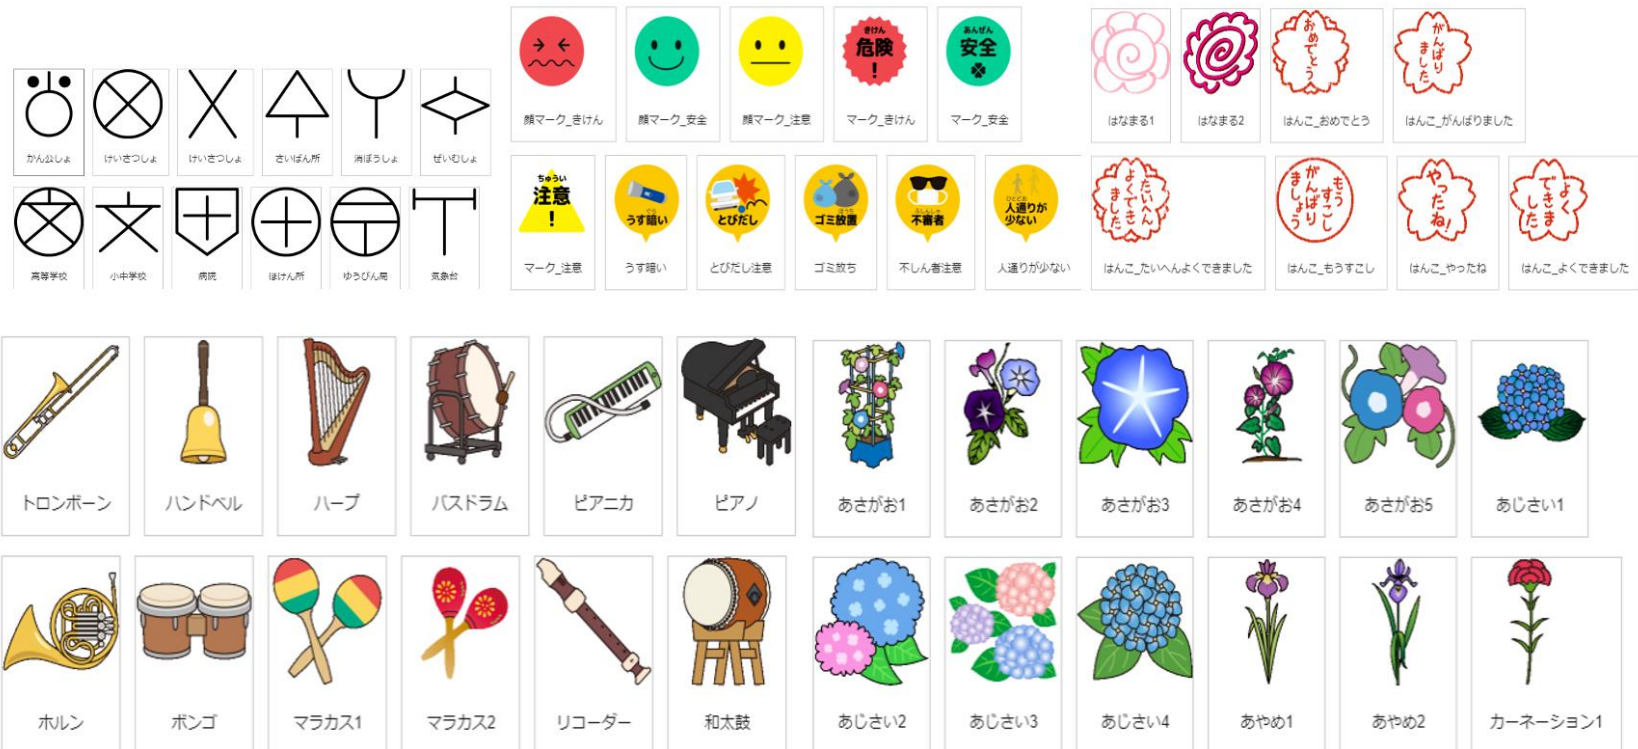 かん公しょ
けいさつしょ
けいさつしょ
さいばん所
消ぼうしょ
ぜいむしょ
高等学校
小中学校
病院
ほけん所
ゆうびん局
気象台
顔マーク_きけん
顔マーク_安全
顔マーク_注意
きけん
危険
!
マーク_きけん
あんぜん
安全
マーク_安全
ちゅうい
注意
!
マーク_注意
ぐら
うす暗い
うす暗い
とびだし
とびだし注意
ほうち
ゴミ放置
ゴミ放ち
ふしんしゃ
不審者
不しん者注意
ひとどお
人通りが
少ない
人通りが少ない
はなまる1
はなまる2
おめでとう
はんこ_おめでとう
がんばり
ました
はんこ_がんばりました
たいへん
よくでき
ました
はんこ_たいへんよくできました
もう
すこし
がんばり
ましょう
はんこ_もうすこし
やったね!
はんこ_やったね
よく
できま
した
はんこ_よくできました
トロンボーン
ハンドベル
ハープ
バスドラム
ピアニカ
ピアノ
ホルン
ボンゴ
マラカス1
マラカス2
リコーダー
和太鼓
あさがお1
あさがお2
あさがお3
あさがお4
あさがお5
あじさい1
あじさい2
あじさい3
あじさい4
あやめ1
あやめ2
カーネーション1